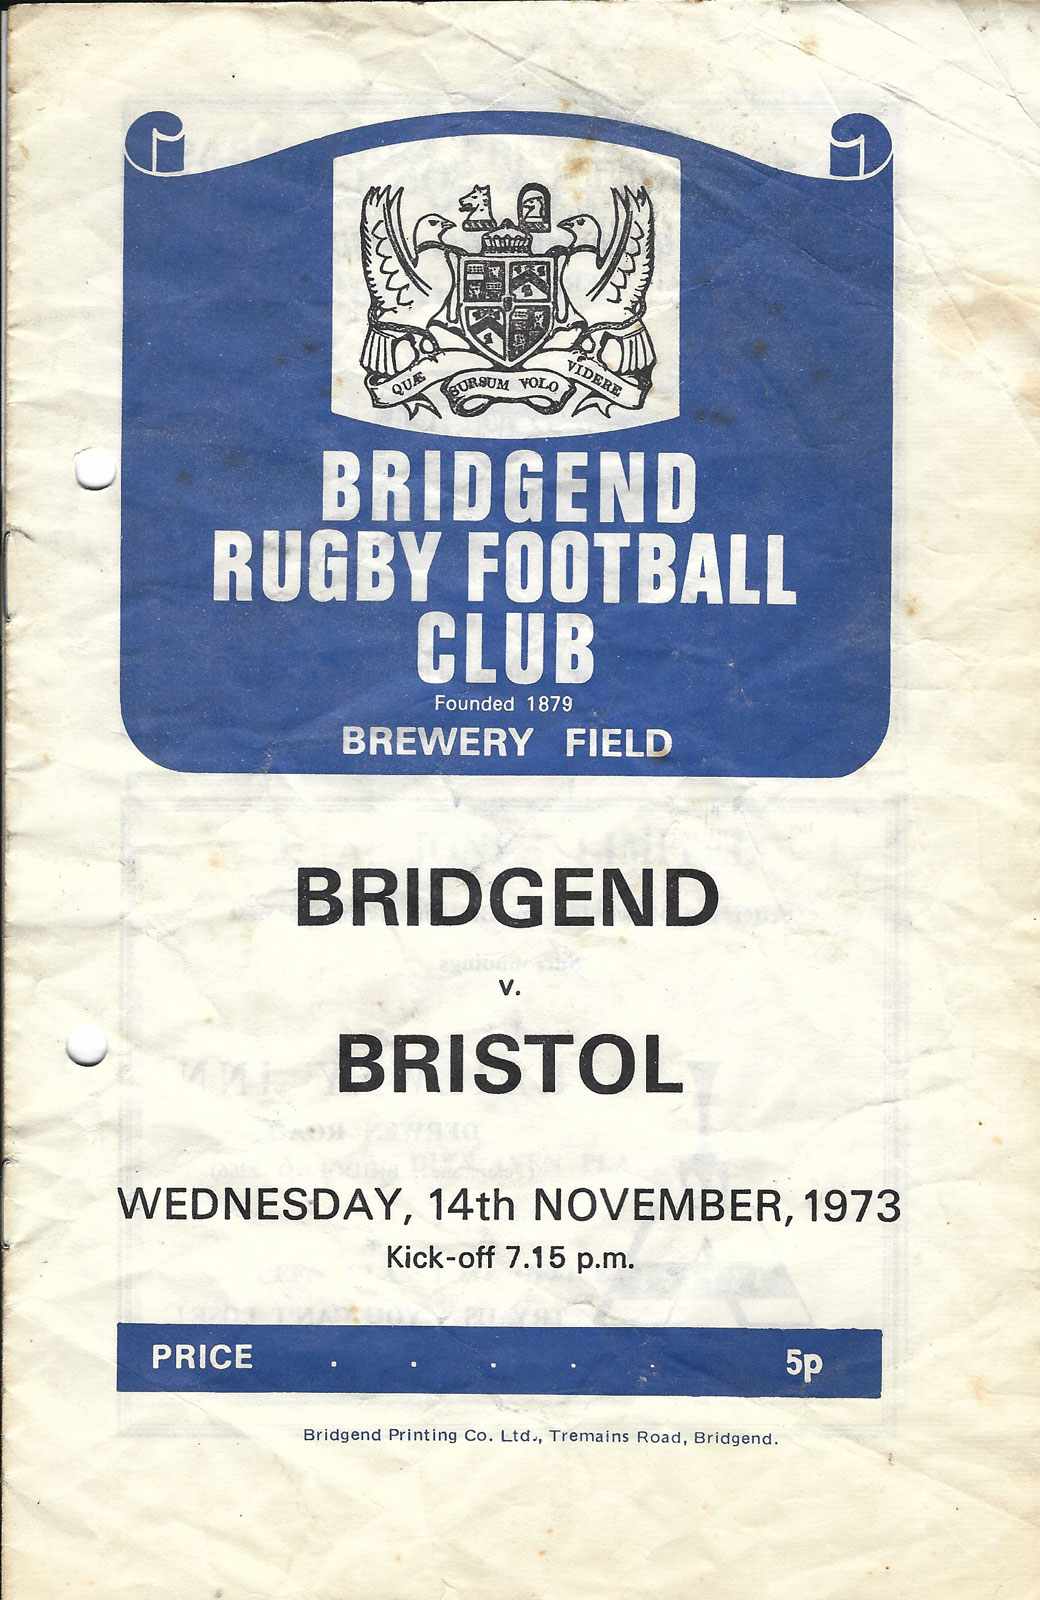 QUÆ SURSUM VOLO VIDERE
BRIDGEND
RUGBY FOOTBALL
CLUB
Founded 1879
BREWERY FIELD
BRIDGEND
v.
BRISTOL
WEDNESDAY, 14th NOVEMBER, 1973
Kick-off 7.15 p.m.
PRICE . . . . . 5p
Bridgend Printing Co. Ltd., Tremains Road, Bridgend.